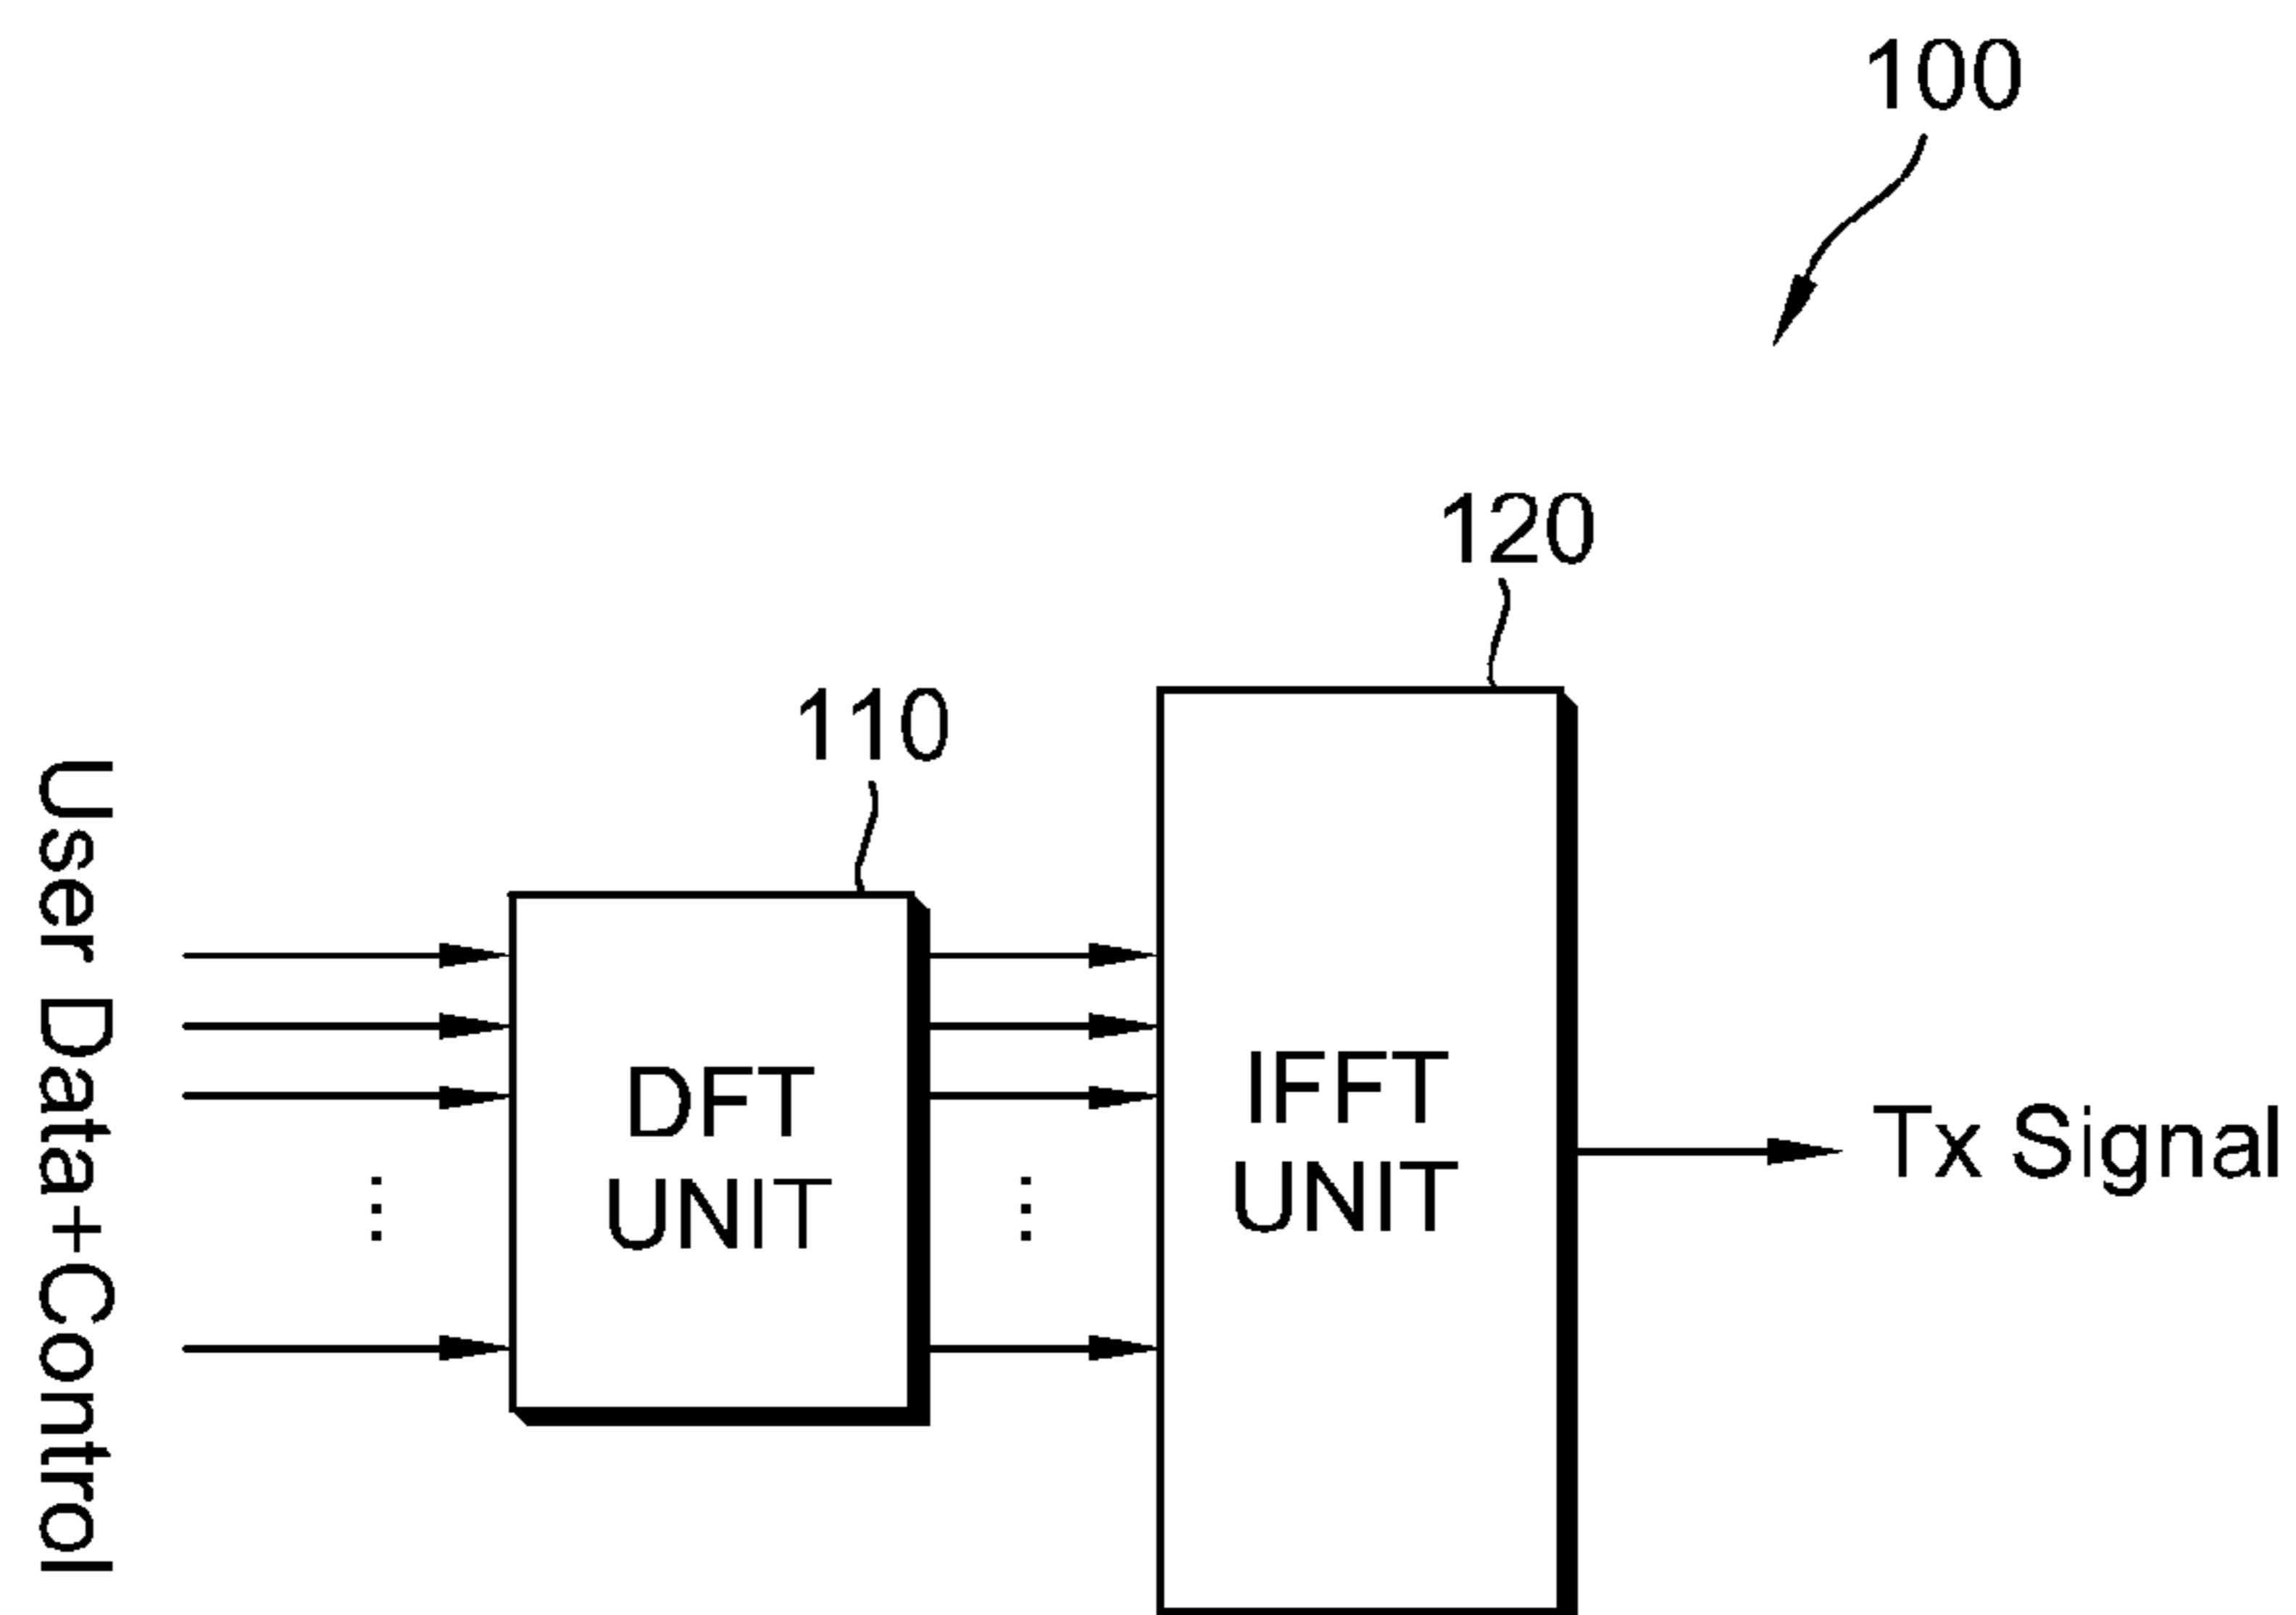 100
120
110
User Data+Control
DFT
UNIT
IFFT
UNIT
Tx Signal